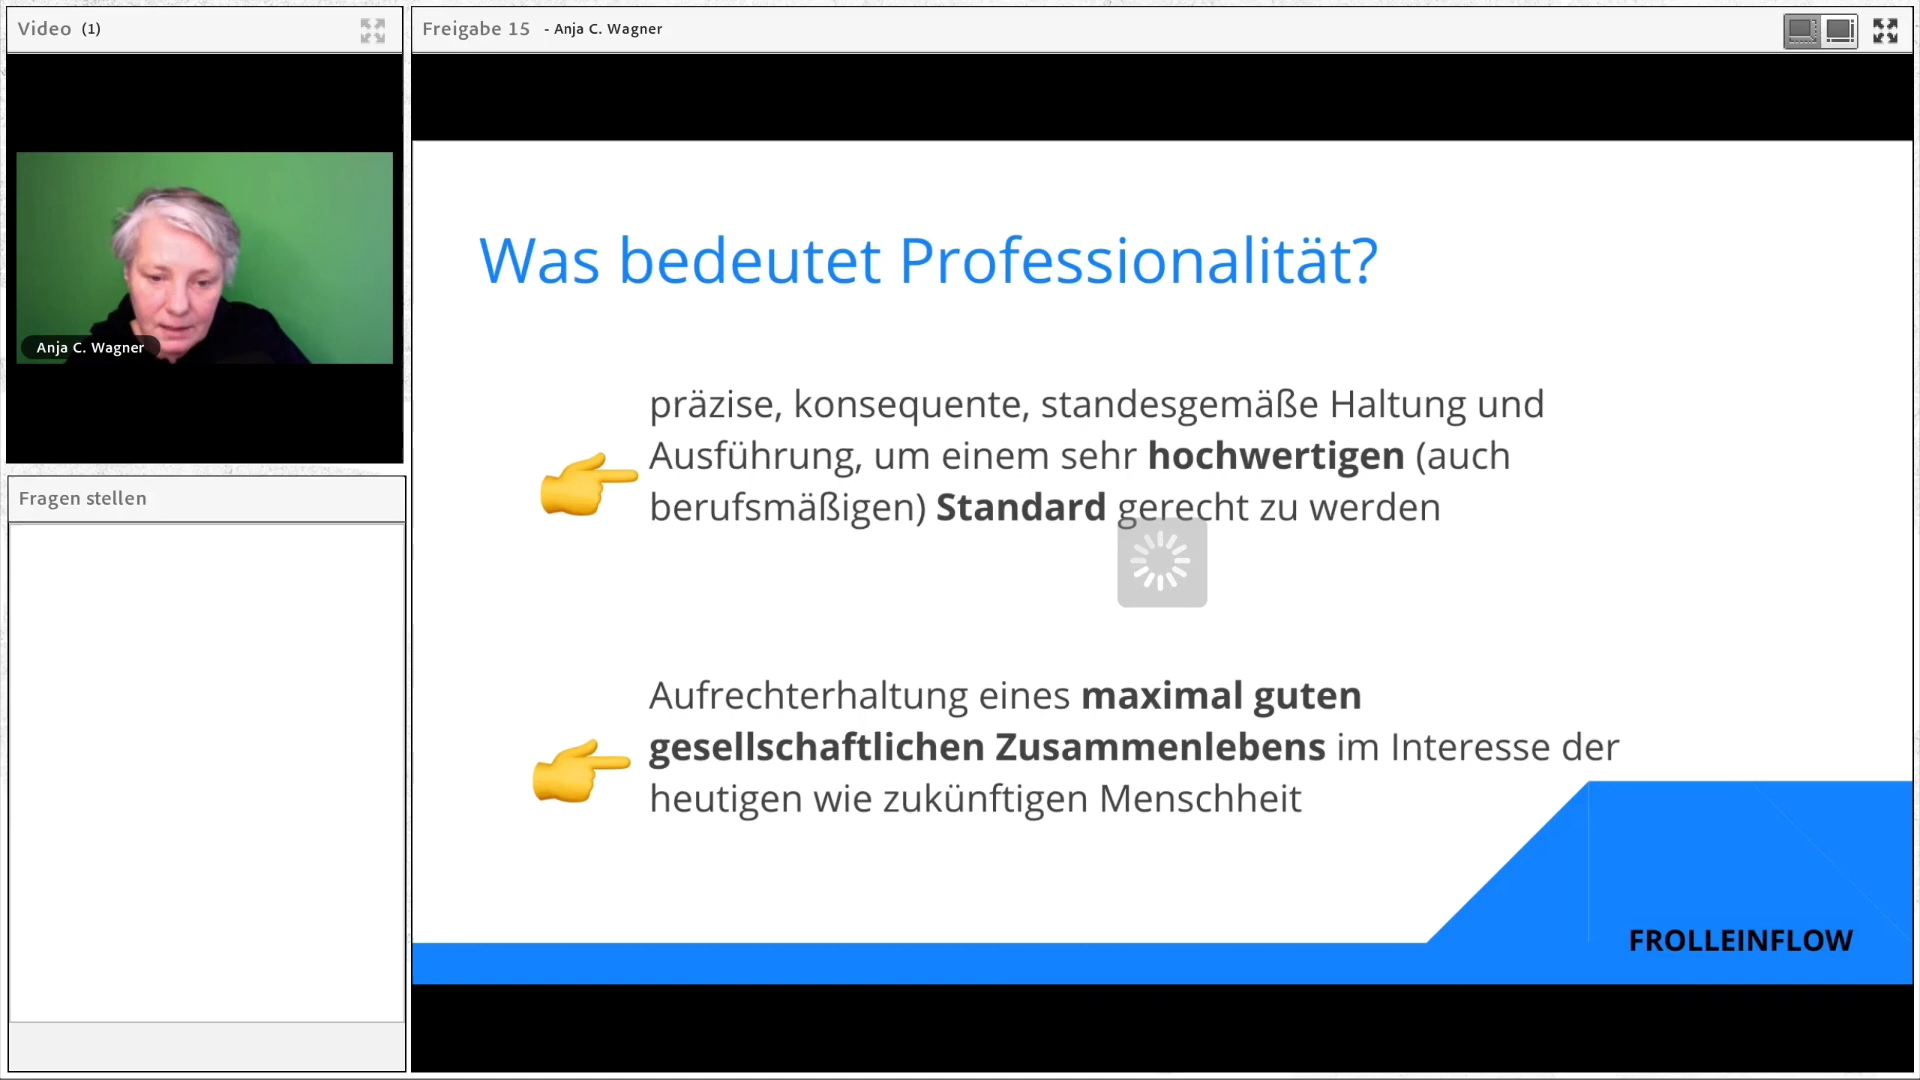 Video (1)
Anja C. Wagner
Fragen stellen
Freigabe 15 - Anja C. Wagner
Was bedeutet Professionalität?
präzise, konsequente, standesgemäße Haltung und
Ausführung, um einem sehr hochwertigen (auch
berufsmäßigen) Standard gerecht zu werden
Aufrechterhaltung eines maximal guten
gesellschaftlichen Zusammenlebens im Interesse der
heutigen wie zukünftigen Menschheit
FROLLEINFLOW